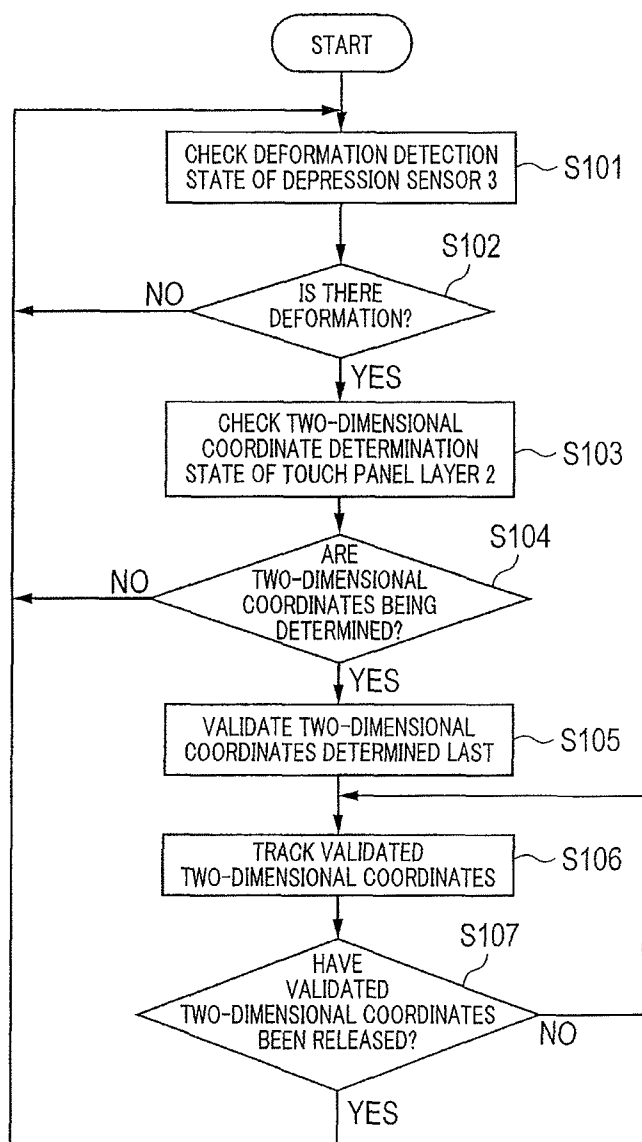 START
CHECK DEFORMATION DETECTION
STATE OF DEPRESSION SENSOR 3
S101
S102
IS THERE
DEFORMATION?
NO
YES
CHECK TWO-DIMENSIONAL
COORDINATE DETERMINATION
STATE OF TOUCH PANEL LAYER 2
S103
S104
ARE
TWO-DIMENSIONAL
COORDINATES BEING
DETERMINED?
NO
YES
VALIDATE TWO-DIMENSIONAL
COORDINATES DETERMINED LAST
S105
TRACK VALIDATED
TWO-DIMENSIONAL COORDINATES
S106
S107
HAVE
VALIDATED
TWO-DIMENSIONAL COORDINATES
BEEN RELEASED?
NO
YES